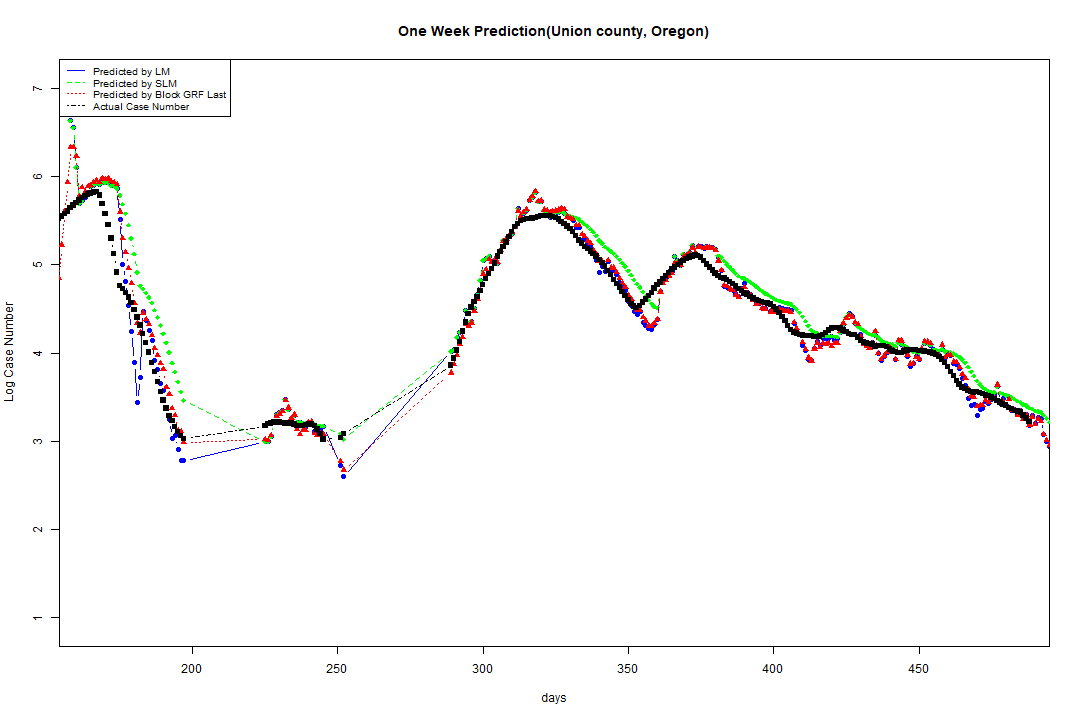 One Week Prediction(Union county, Oregon)
Predicted by LM
Predicted by SLM
Predicted by Block GRF Last
Actual Case Number
7
6
5
4
3
2
1
Log Case Number
200 250 300 350 400 450
days